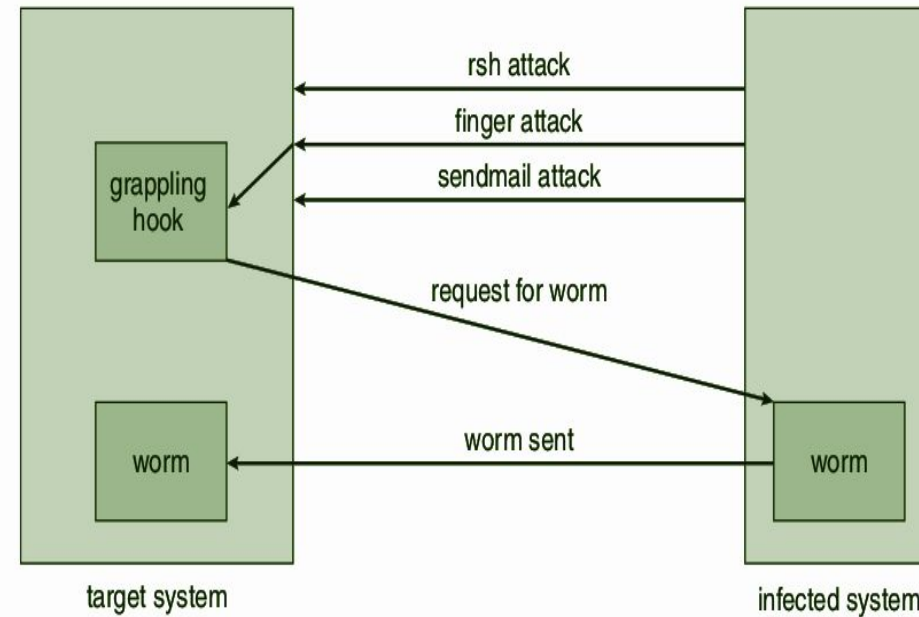 rsh attack
finger attack
sendmail attack
grappling
hook
request for worm
worm sent
worm
worm
target system
infected system